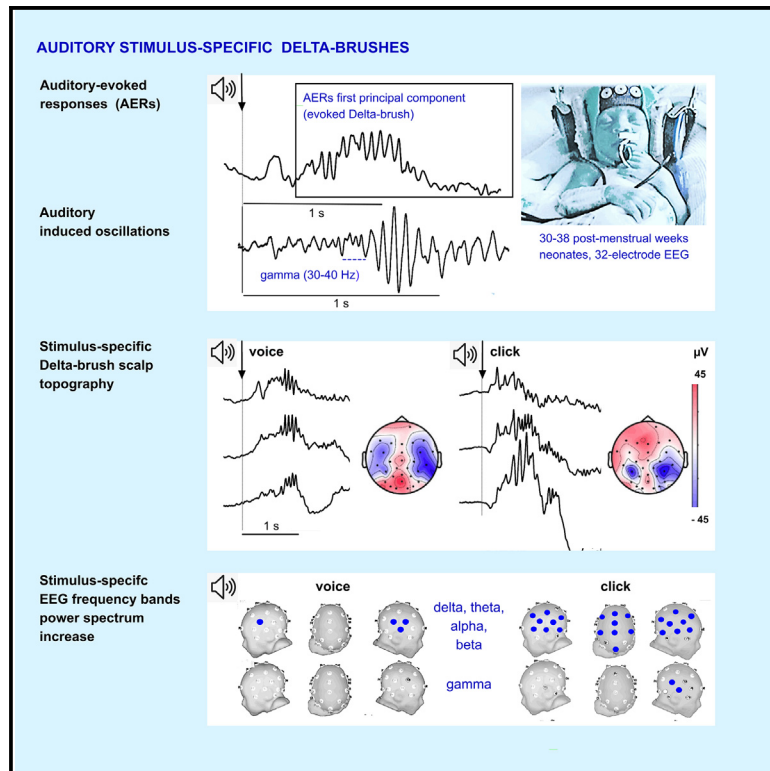 AUDITORY STIMULUS-SPECIFIC DELTA-BRUSHES
Auditory-evoked
responses (AERs)
AERs first principal component
(evoked Delta-brush)
1 s
Auditory
induced oscillations
gamma (30-40 Hz)
1 s
30-38 post-menstrual weeks
neonates, 32-electrode EEG
Stimulus-specific
Delta-brush scalp
topography
voice
click
µV
45
- 45
1 s
Stimulus-specifc
EEG frequency bands
power spectrum
increase
voice
delta, theta,
alpha,
beta
click
gamma